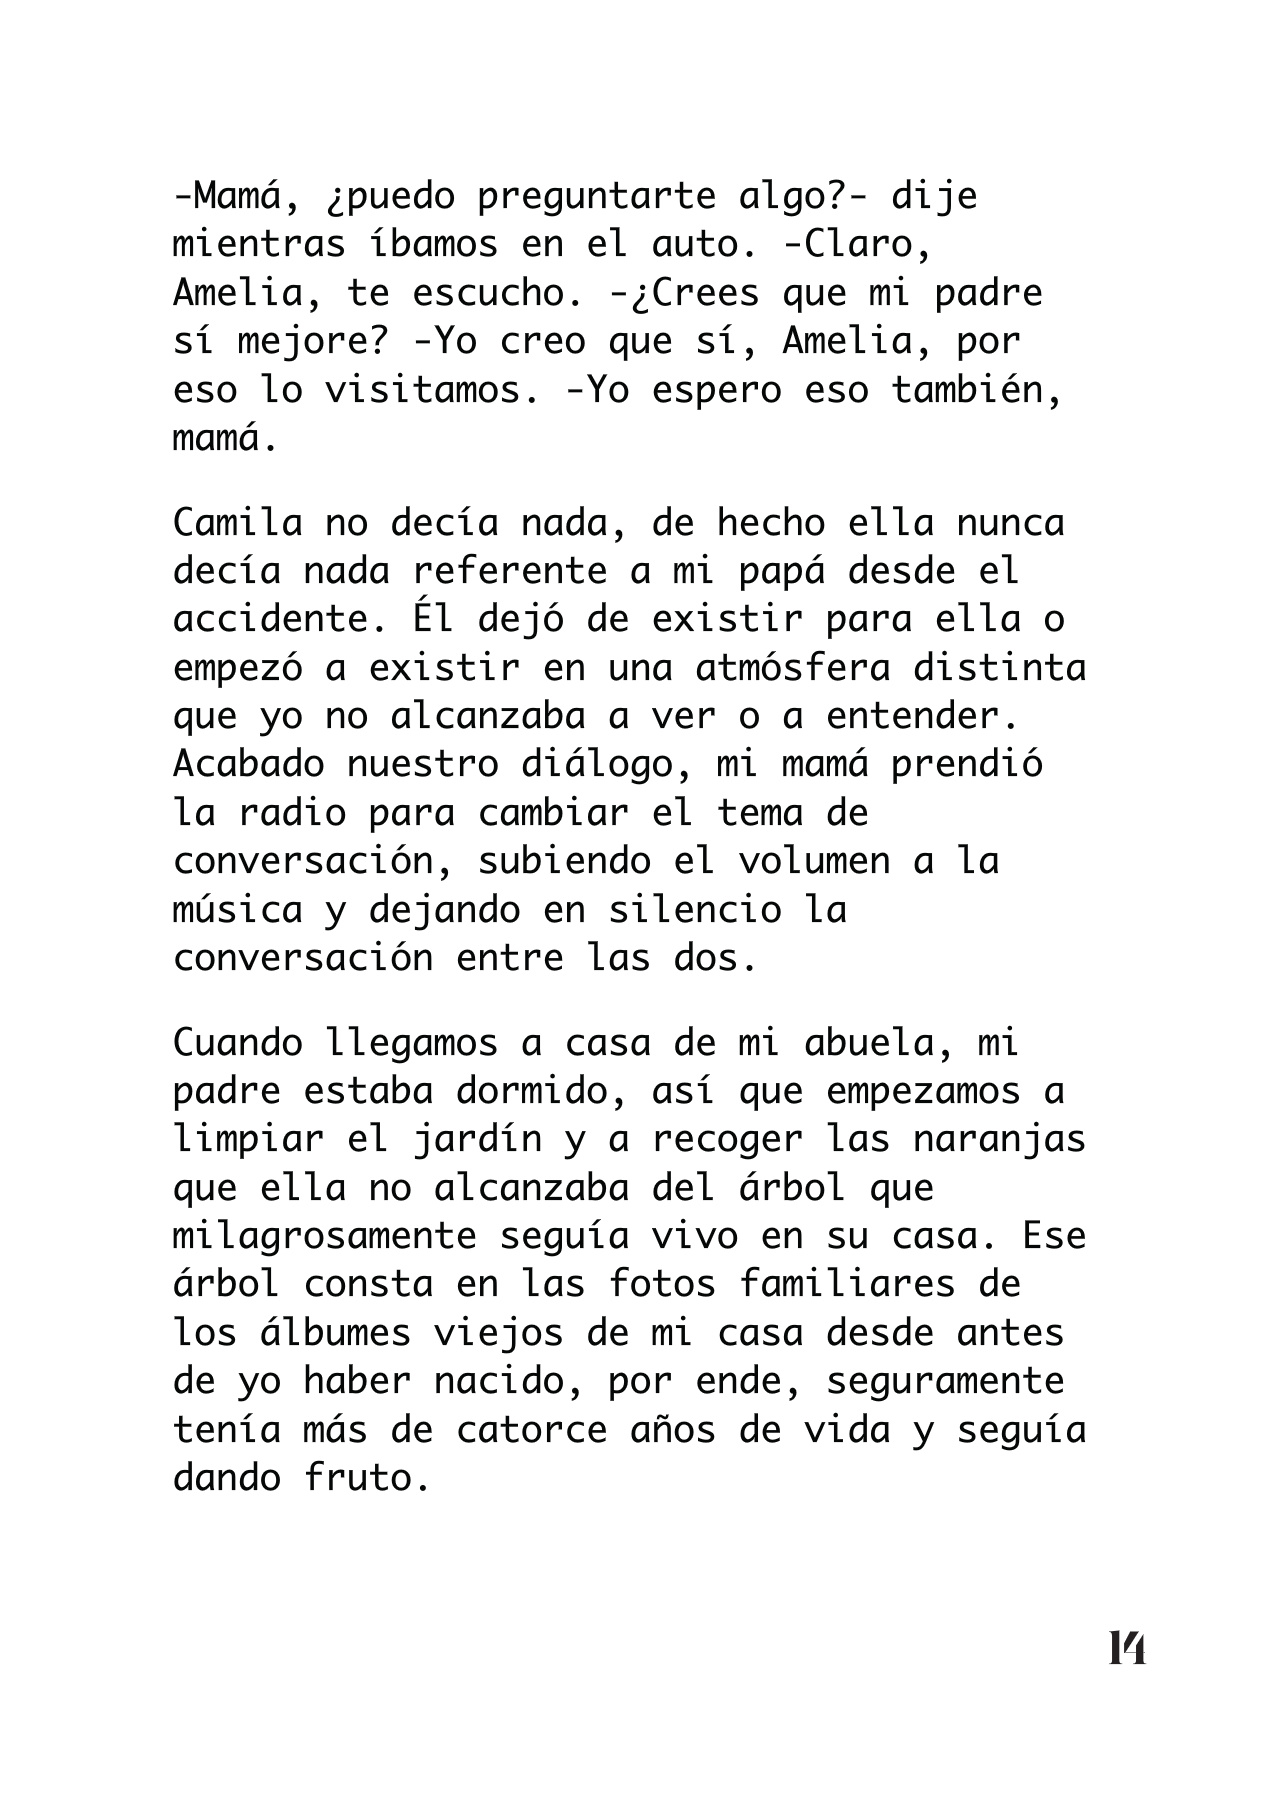 -Mamá, ¿puedo preguntarte algo?- dije
mientras íbamos en el auto. -Claro,
Amelia, te escucho. -¿Crees que mi padre
sí mejore? -Yo creo que sí, Amelia, por
eso lo visitamos. -Yo espero eso también,
mamá.
Camila no decía nada, de hecho ella nunca
decía nada referente a mi papá desde el
accidente. Él dejó de existir para ella o
empezó a existir en una atmósfera distinta
que yo no alcanzaba a ver o a entender.
Acabado nuestro diálogo, mi mamá prendió
la radio para cambiar el tema de
conversación, subiendo el volumen a la
música y dejando en silencio la
conversación entre las dos.
Cuando llegamos a casa de mi abuela, mi
padre estaba dormido, así que empezamos a
limpiar el jardín y a recoger las naranjas
que ella no alcanzaba del árbol que
milagrosamente seguía vivo en su casa. Ese
árbol consta en las fotos familiares de
los álbumes viejos de mi casa desde antes
de yo haber nacido, por ende, seguramente
tenía más de catorce años de vida y seguía
dando fruto.
14